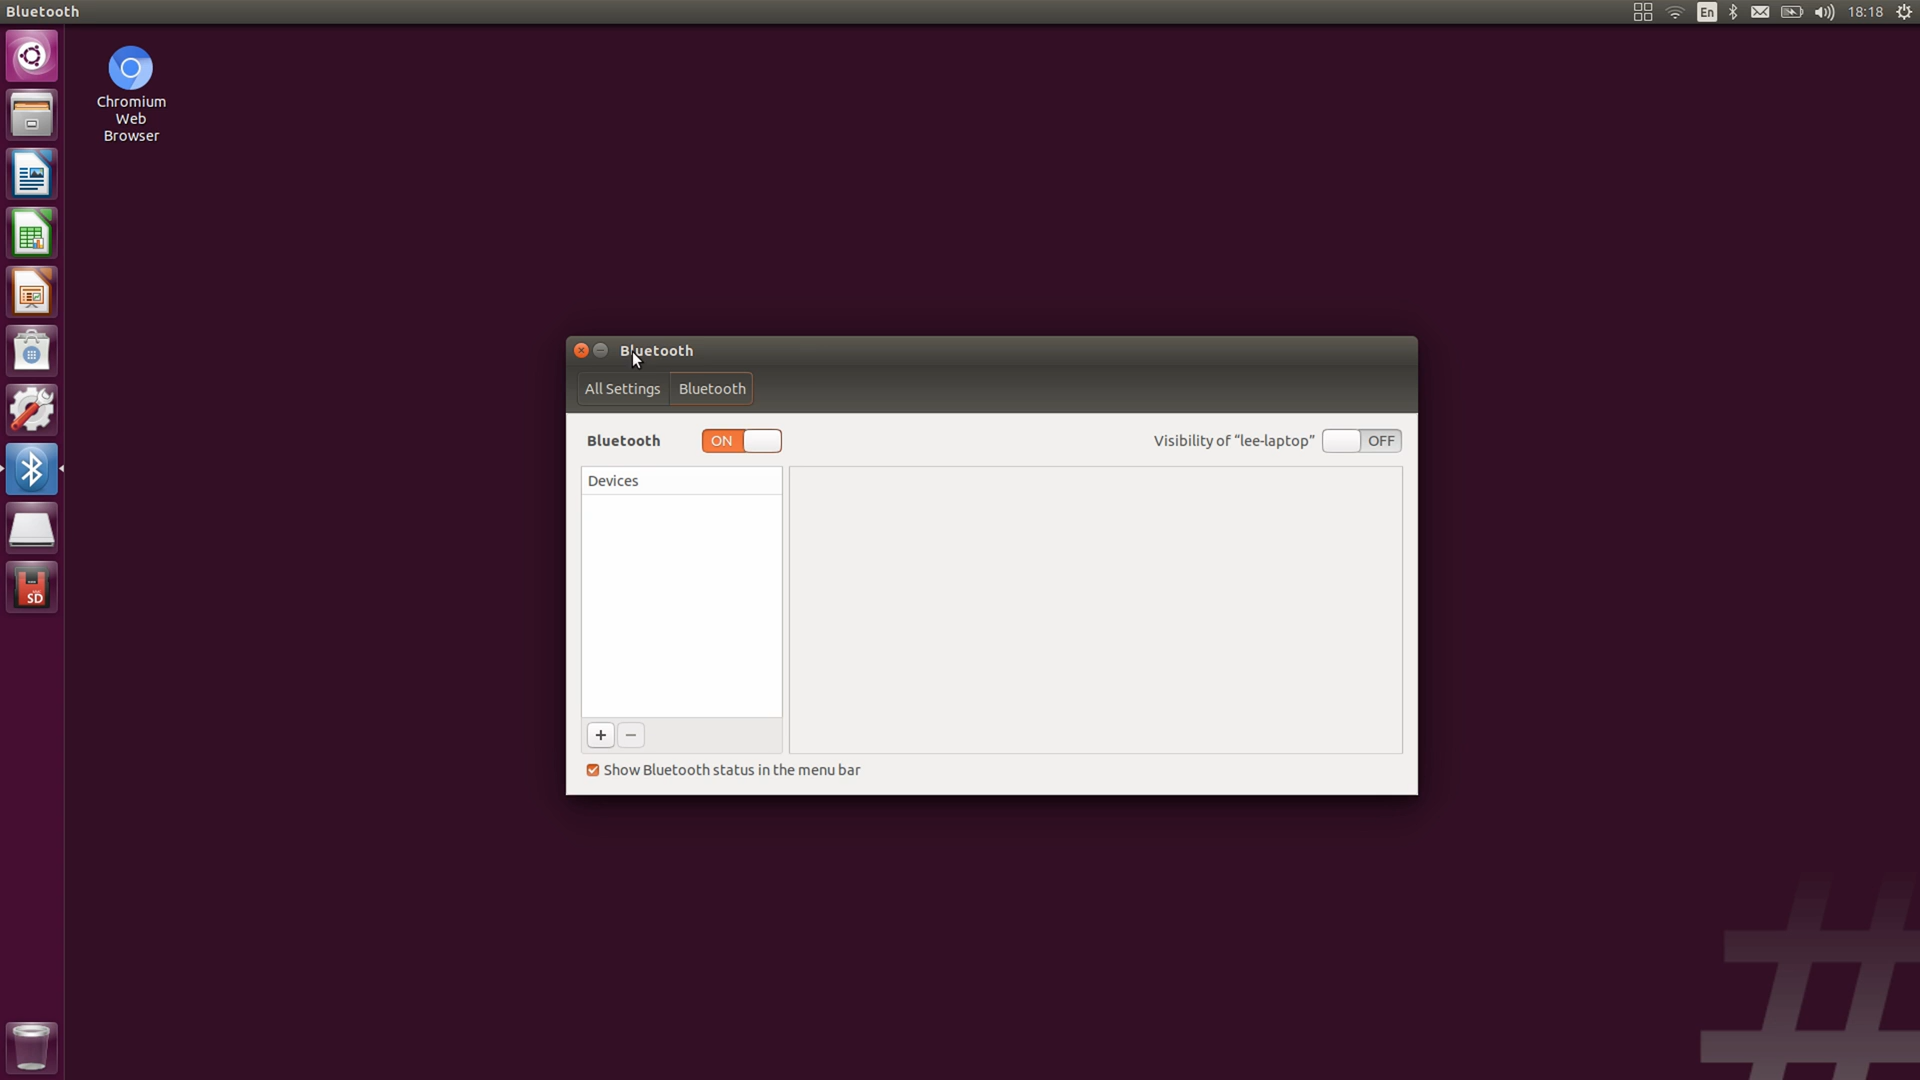 Bluetooth
En
18:18
Chromium
Web
Browser
SD
Bluetooth
All Settings
Bluetooth
Bluetooth
ON
Visibility of “lee-laptop”
OFF
Devices
+
−
Show Bluetooth status in the menu bar
#